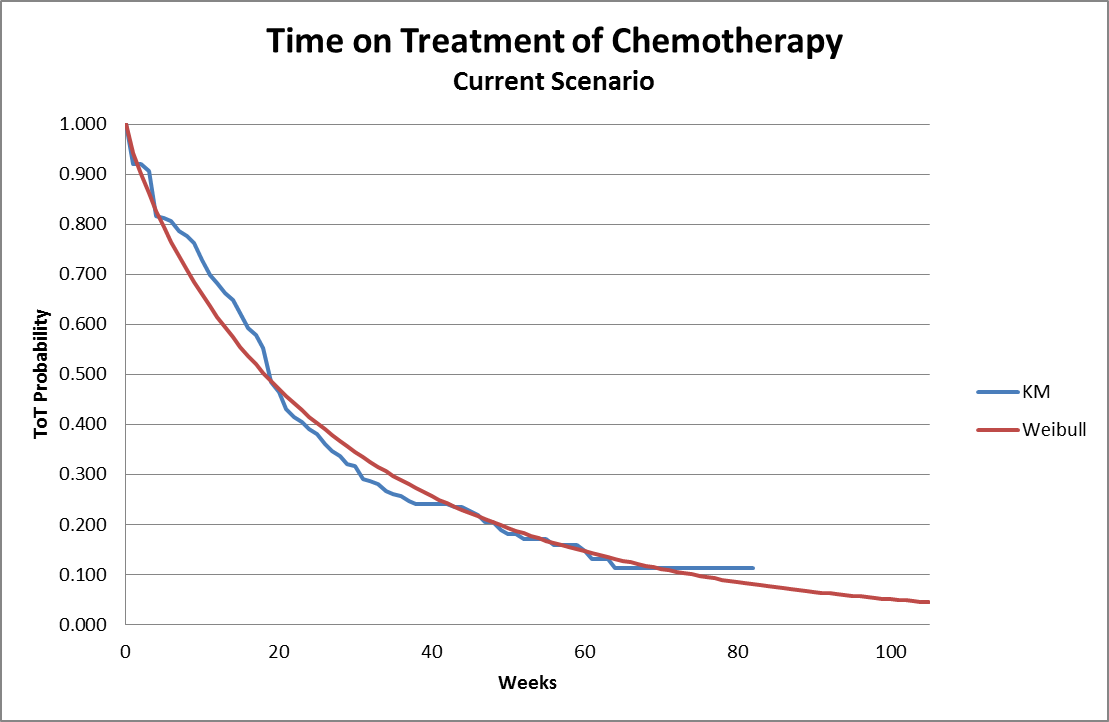 Time on Treatment of Chemotherapy
Current Scenario
1.000
0.900
0.800
0.700
0.600
0.500
0.400
0.300
0.200
0.100
0.000
ToT Probability
0 20 40 60 80 100
Weeks
KM
Weibull